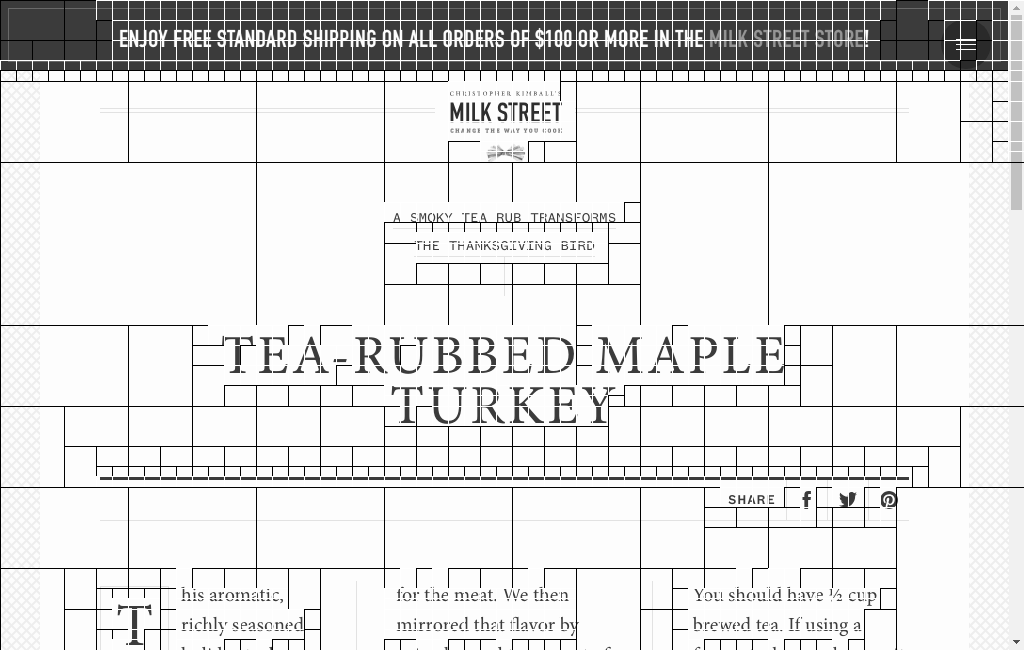 ENJOY FREE STANDARD SHIPPING ON ALL ORDERS OF $100 OR MORE IN THE MILK STREET STORE!
CHRISTOPHER KIMBALL'S
MILK STREET
CHANGE THE WAY YOU COOK
A SMOKY TEA RUB TRANSFORMS
THE THANKSGIVING BIRD
TEA-RUBBED MAPLE
TURKEY
SHARE
This aromatic,
richly seasoned
for the meat. We then
mirrored that flavor by
You should have ½ cup
brewed tea. If using a